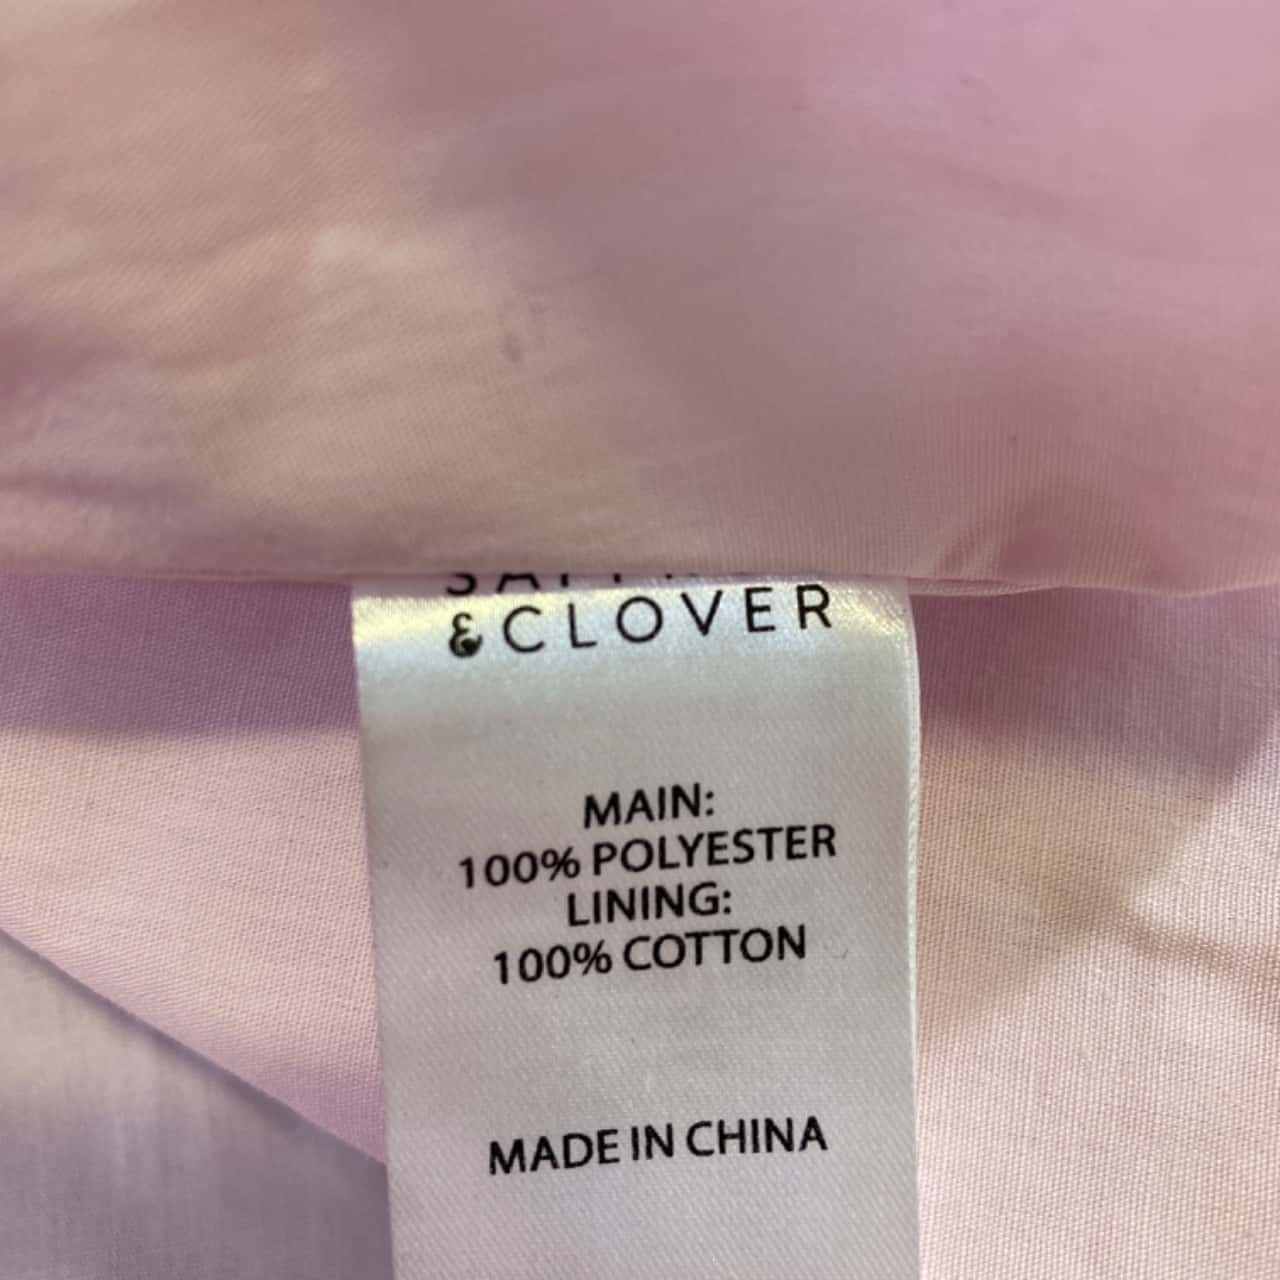 & CLOVER
MAIN:
100% POLYESTER
LINING:
100% COTTON
MADE IN CHINA